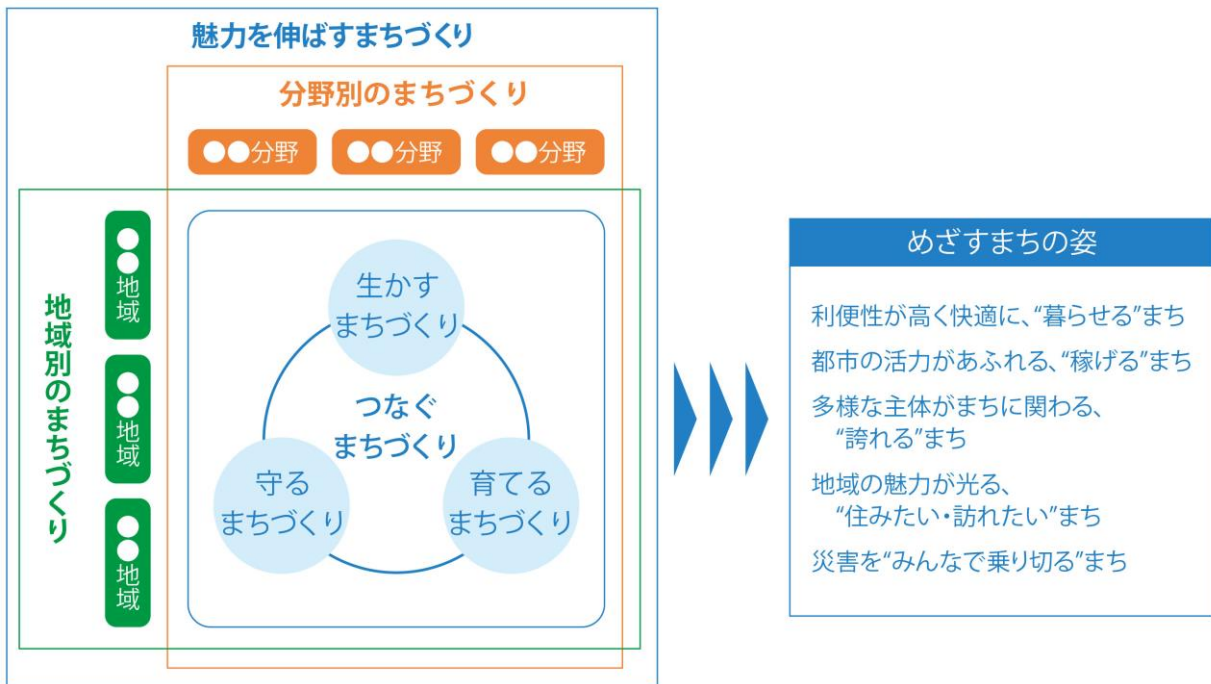 魅力を伸ばすまちづくり
分野別のまちづくり
●●分野
●●分野
●●分野
地域別のまちづくり
●●地域
●●地域
●●地域
生かす
まちづくり
つなぐ
まちづくり
守る
まちづくり
育てる
まちづくり
めざすまちの姿
利便性が高く快適に、“暮らせる”まち
都市の活力があふれる、“稼げる”まち
多様な主体がまちに関わる、
“誇れる”まち
地域の魅力が光る、
“住みたい・訪れたい”まち
災害を“みんなで乗り切る”まち